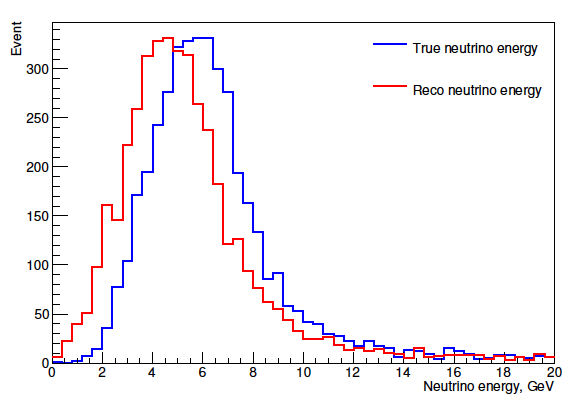 Event
True neutrino energy
Reco neutrino energy
300
250
200
150
100
50
0
0 2 4 6 8 10 12 14 16 18 20
Neutrino energy, GeV